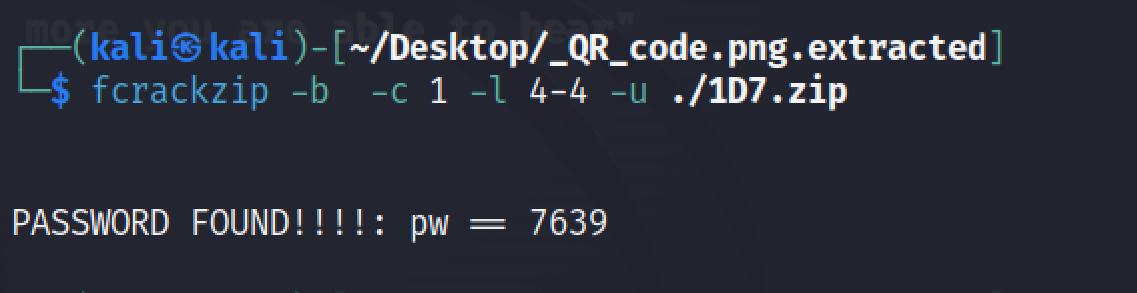 more you are able to bear"
┌──(kali㉿kali)-[~/Desktop/_QR_code.png.extracted]
└─$ fcrackzip -b  -c 1 -l 4-4 -u ./1D7.zip
PASSWORD FOUND!!!!: pw == 7639